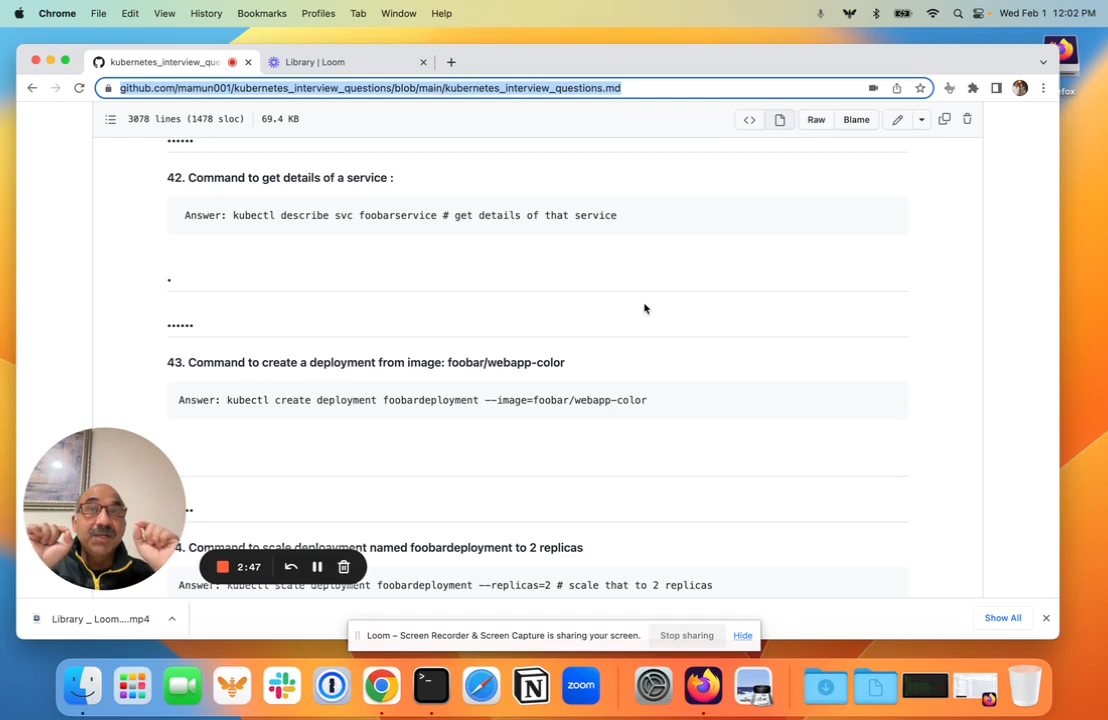 Chrome File Edit View History Bookmarks Profiles Tab Window Help Wed Feb 1 12:02 PM
kubernetes_interview_que Library | Loom
github.com/mamun001/kubernetes_interview_questions/blob/main/kubernetes_interview_questions.md
3078 lines (1478 sloc) 69.4 KB Raw Blame
......
42. Command to get details of a service :
Answer: kubectl describe svc foobarservice # get details of that service
.
......
43. Command to create a deployment from image: foobar/webapp-color
Answer: kubectl create deployment foobardeployment --image=foobar/webapp-color
..
4. Command to scale deploayment named foobardeployment to 2 replicas
Answer: kubectl scale deployment foobardeployment --replicas=2 # scale that to 2 replicas
2:47
Library _ Loom....mp4 Show All
Loom – Screen Recorder & Screen Capture is sharing your screen. Stop sharing Hide
zoom